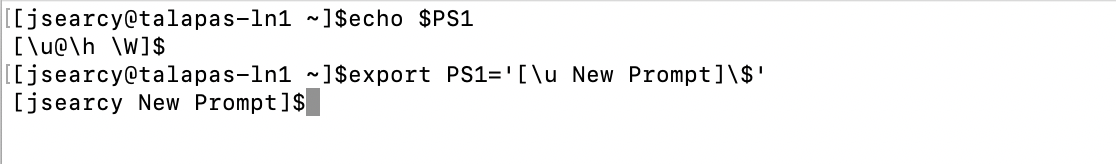 [[jsearcy@talapas-ln1 ~]$echo $PS1
[\u@\h \W]$
[[jsearcy@talapas-ln1 ~]$export PS1='[\u New Prompt]\$'
[jsearcy New Prompt]$